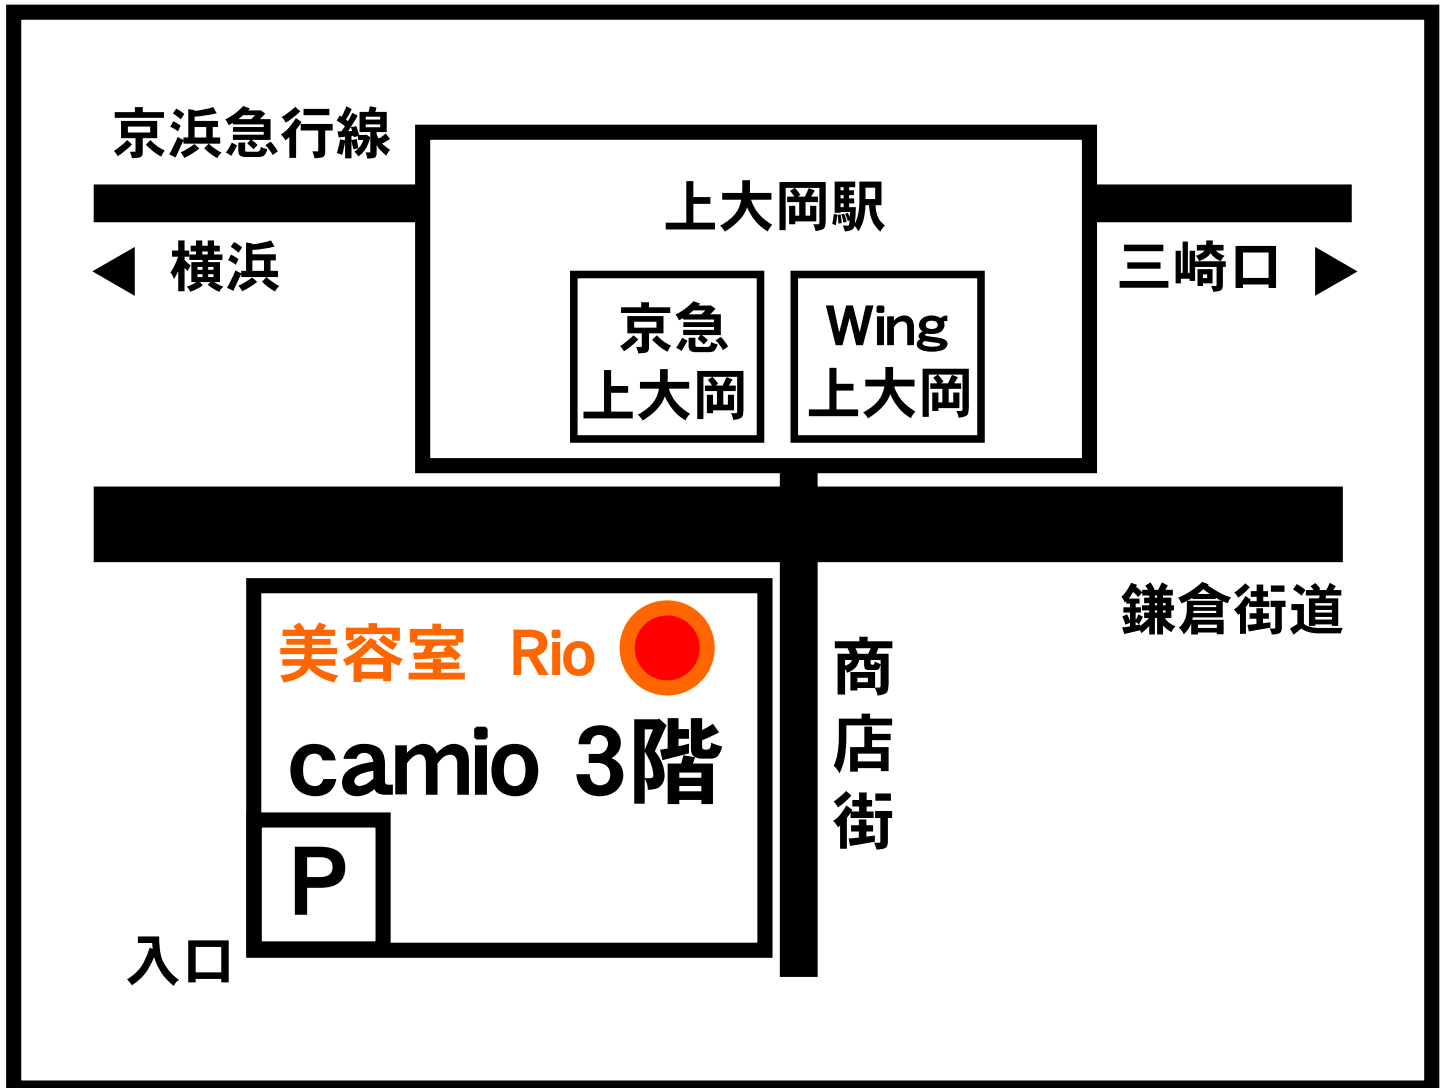 京浜急行線
上大岡駅
横浜
三崎口
京急
上大岡
Wing
上大岡
鎌倉街道
美容室 Rio
camio 3階
商店街
P
入口